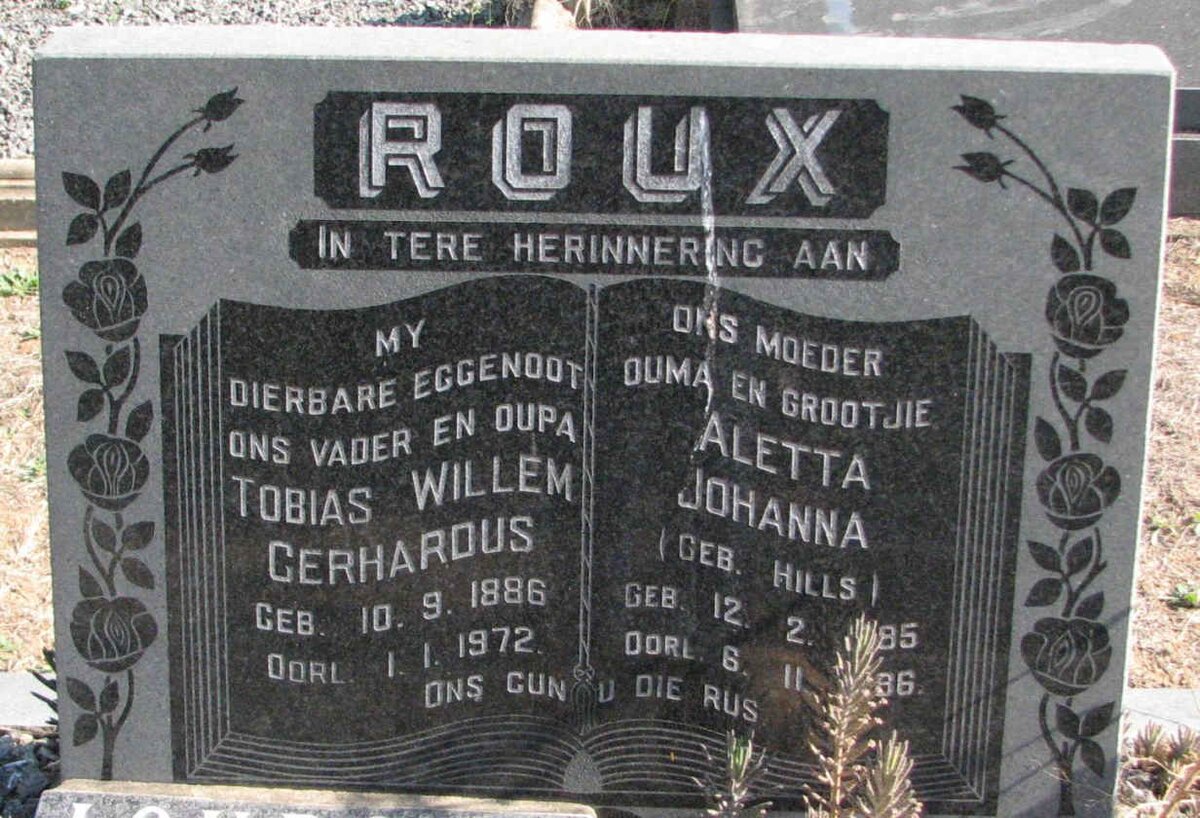 ROUX
IN TERE HERINNERING AAN
MY
DIERBARE EGGENOOT
ONS VADER EN OUPA
TOBIAS WILLEM
GERHARDUS
GEB. 10. 9. 1886
OORL. 1. 1. 1972.
ONS MOEDER
OUMA EN GROOTJIE
ALETTA
JOHANNA
(GEB. HILLS)
GEB. 12. 2.
OORL. 6. 11.
ONS GUN U DIE RUS